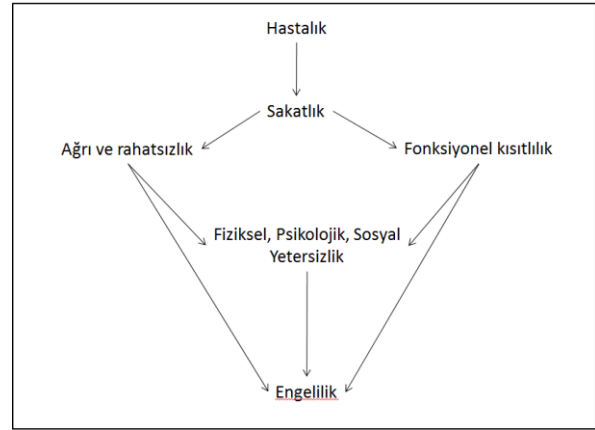 Hastalık
Sakatlık
Ağrı ve rahatsızlık
Fonksiyonel kısıtlılık
Fiziksel, Psikolojik, Sosyal
Yetersizlik
Engelilik